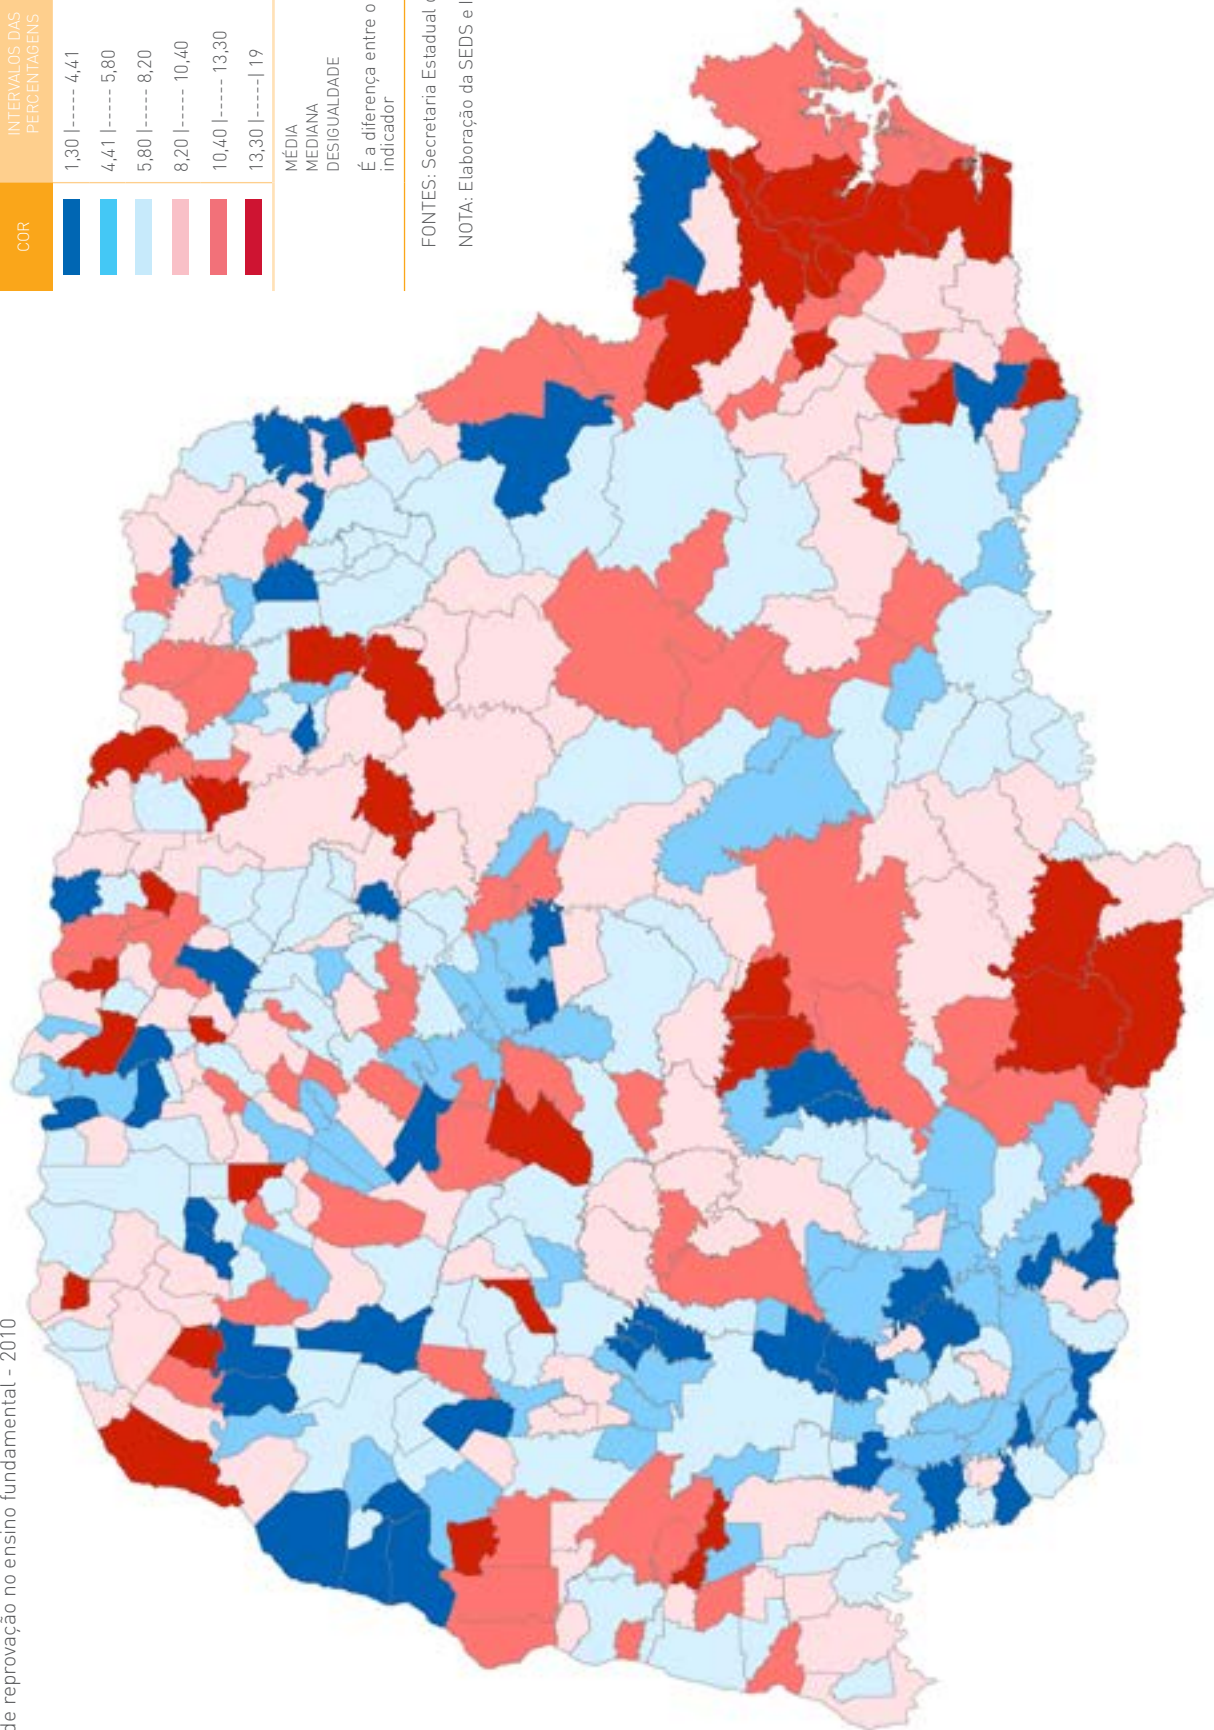 de reprovação no ensino fundamental - 2010
COR
INTERVALOS DAS
PERCENTAGENS
1,30 |----- 4,41
4,41 |----- 5,80
5,80 |----- 8,20
8,20 |----- 10,40
10,40 |----- 13,30
13,30 |-----| 19
MÉDIA
MEDIANA
DESIGUALDADE
É a diferença entre o
indicador
FONTES: Secretaria Estadual
NOTA: Elaboração da SEDS e